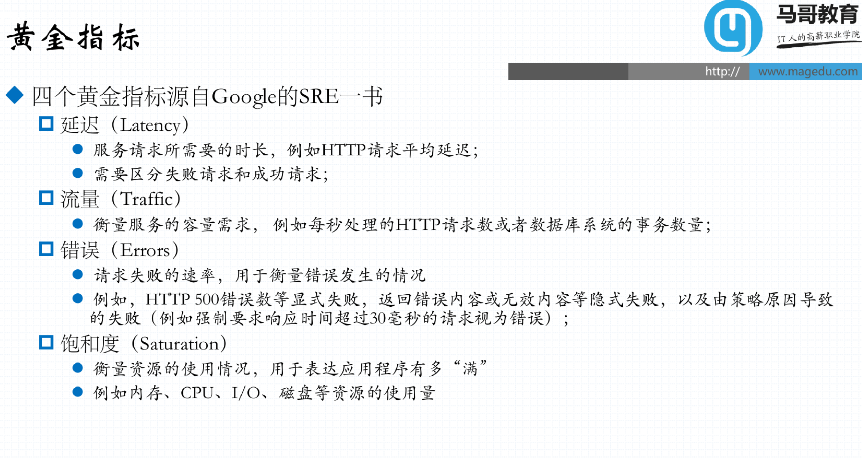 黄金指标
马哥教育
IT人的高薪职业学院
http:// www.magedu.com
四个黄金指标源自Google的SRE一书
延迟（Latency）
服务请求所需要的时长，例如HTTP请求平均延迟；
需要区分失败请求和成功请求；
流量（Traffic）
衡量服务的容量需求，例如每秒处理的HTTP请求数或者数据库系统的事务数量；
错误（Errors）
请求失败的速率，用于衡量错误发生的情况
例如，HTTP 500错误数等显式失败，返回错误内容或无效内容等隐式失败，以及由策略原因导致
的失败（例如强制要求响应时间超过30毫秒的请求视为错误）；
饱和度（Saturation）
衡量资源的使用情况，用于表达应用程序有多“满”
例如内存、CPU、I/O、磁盘等资源的使用量